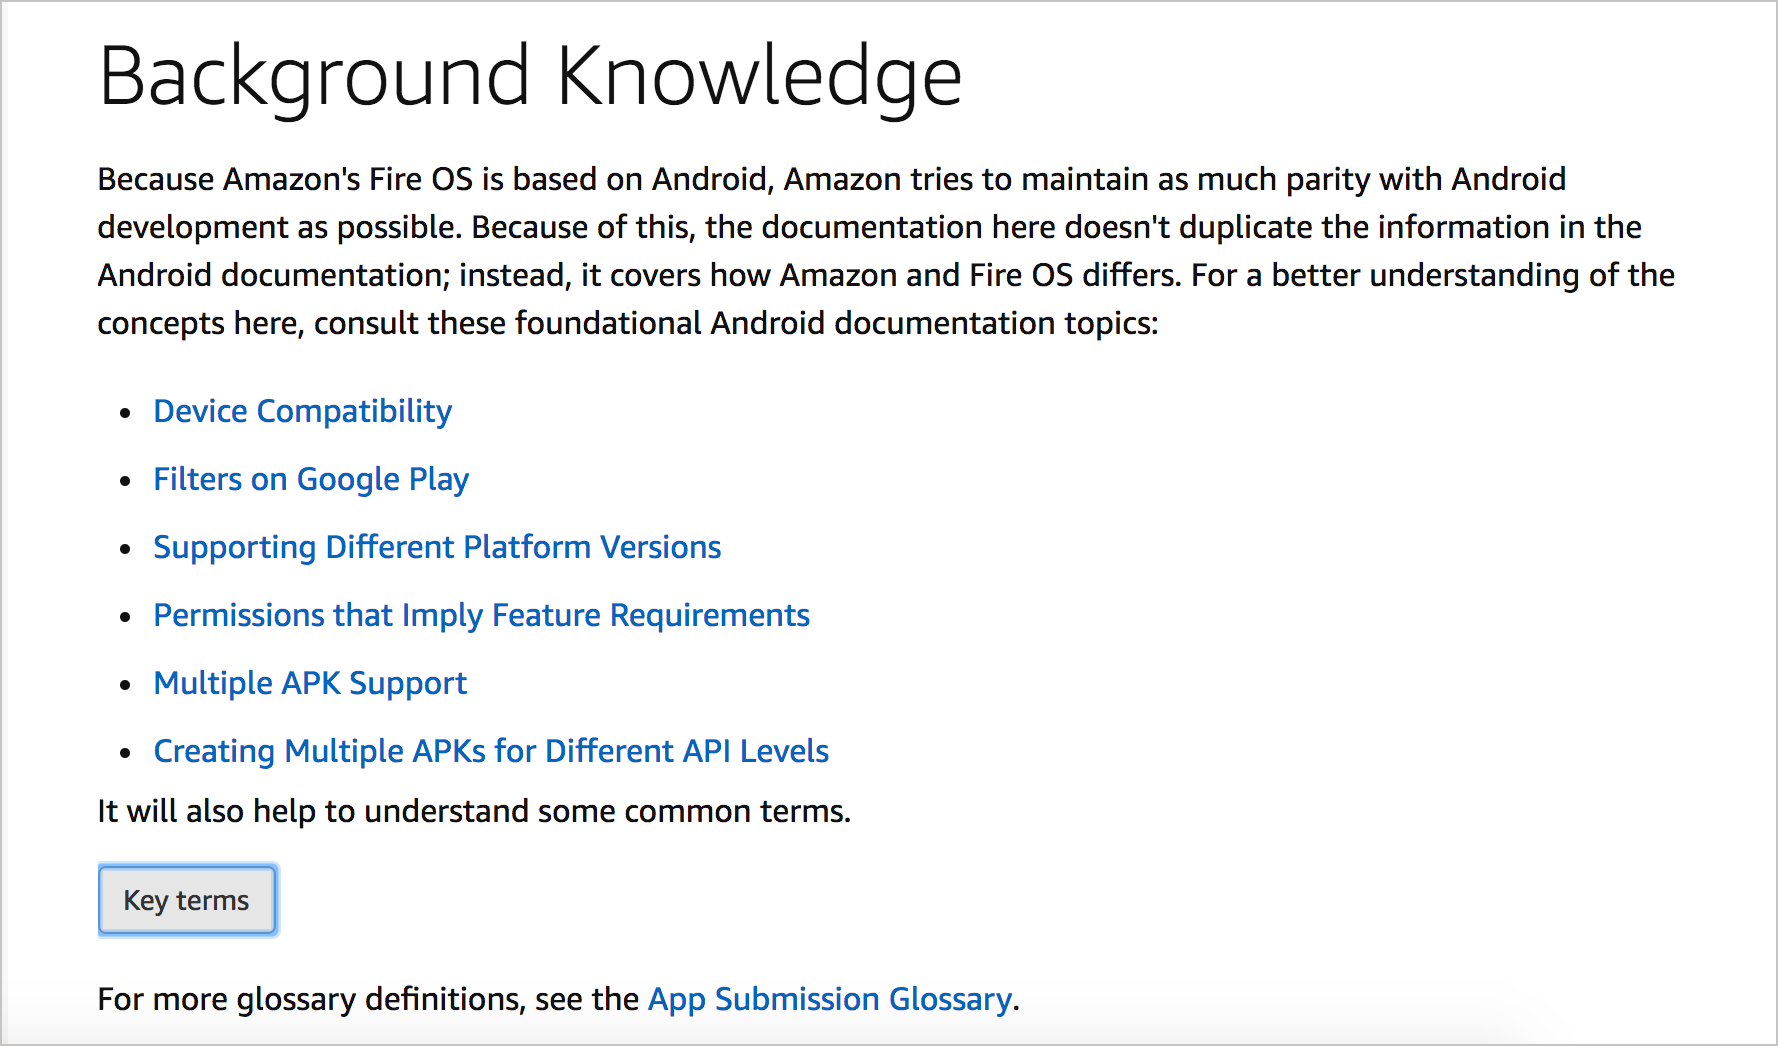 Background Knowledge
Because Amazon's Fire OS is based on Android, Amazon tries to maintain as much parity with Android
development as possible. Because of this, the documentation here doesn't duplicate the information in the
Android documentation; instead, it covers how Amazon and Fire OS differs. For a better understanding of the
concepts here, consult these foundational Android documentation topics:
• Device Compatibility
• Filters on Google Play
• Supporting Different Platform Versions
• Permissions that Imply Feature Requirements
• Multiple APK Support
• Creating Multiple APKs for Different API Levels
It will also help to understand some common terms.
Key terms
For more glossary definitions, see the App Submission Glossary.